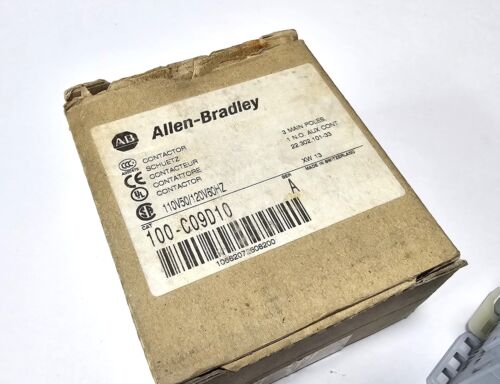 AB Allen-Bradley
CONTACTOR
SCHUETZ
CONTACTEUR
CONTATTORE
CONTACTOR
3 MAIN POLES
1 N.O. AUX CONT
22.302.101-33
XW 13
MADE IN SWITZERLAND
110V50/120V60HZ
CAT
100-C09D10
SER
A